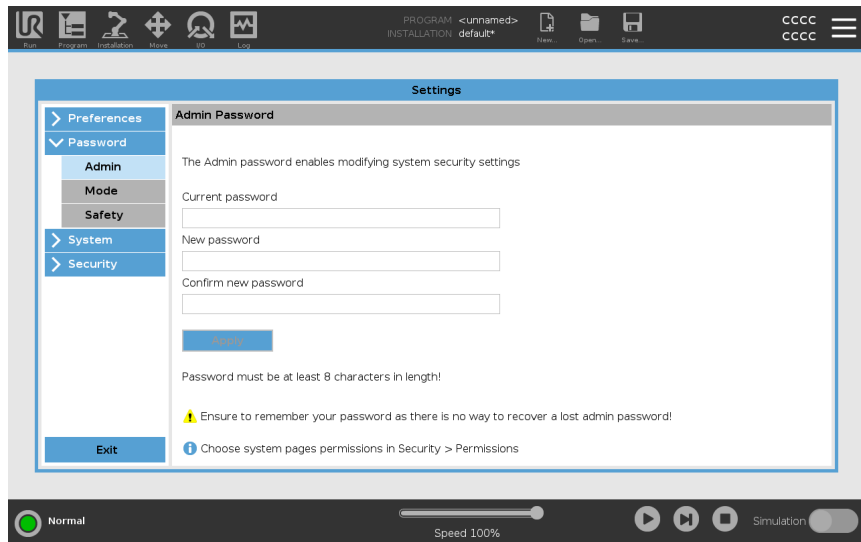 PROGRAM <unnamed>
INSTALLATION default*
UR
Run
Program
Installation
Move
I/O
Log
New...
Open...
Save...
CCCC
CCCC
Settings
Preferences
Password
Admin
Mode
Safety
System
Security
Exit
Admin Password
The Admin password enables modifying system security settings
Current password
New password
Confirm new password
Apply
Password must be at least 8 characters in length!
Ensure to remember your password as there is no way to recover a lost admin password!
Choose system pages permissions in Security > Permissions
Normal
Speed 100%
Simulation